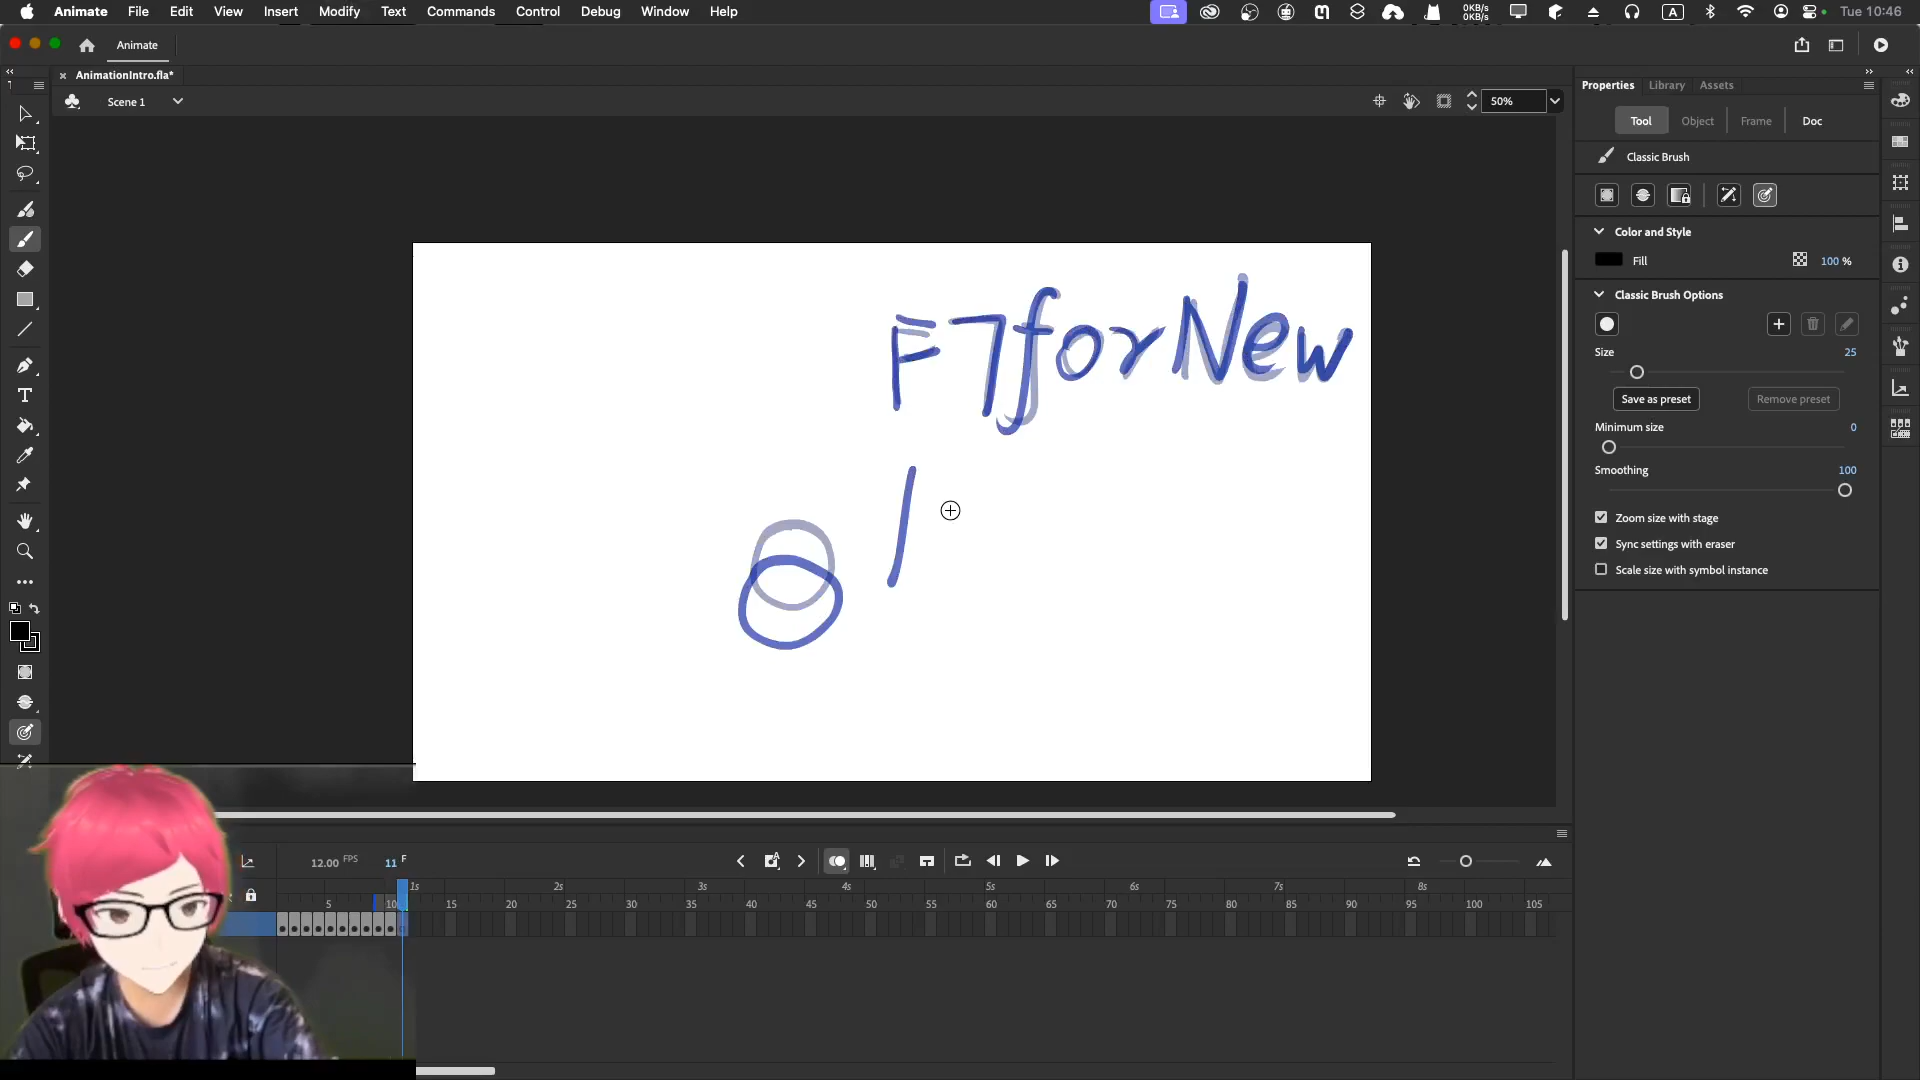 Animate File Edit View Insert Modify Text Commands Control Debug Window Help 0KB/s 0KB/s A Tue 10:46
Animate
AnimationIntro.fla*
Scene 1 50%
Properties Library Assets
Tool Object Frame Doc
Classic Brush
Color and Style
Fill 100 %
Classic Brush Options
Size 25
Save as preset Remove preset
Minimum size 0
Smoothing 100
Zoom size with stage
Sync settings with eraser
Scale size with symbol instance
F7forNew
12.00 FPS 11 F
1s 2s 3s 4s 5s 6s 7s 8s
5 10 15 20 25 30 35 40 45 50 55 60 65 70 75 80 85 90 95 100 105